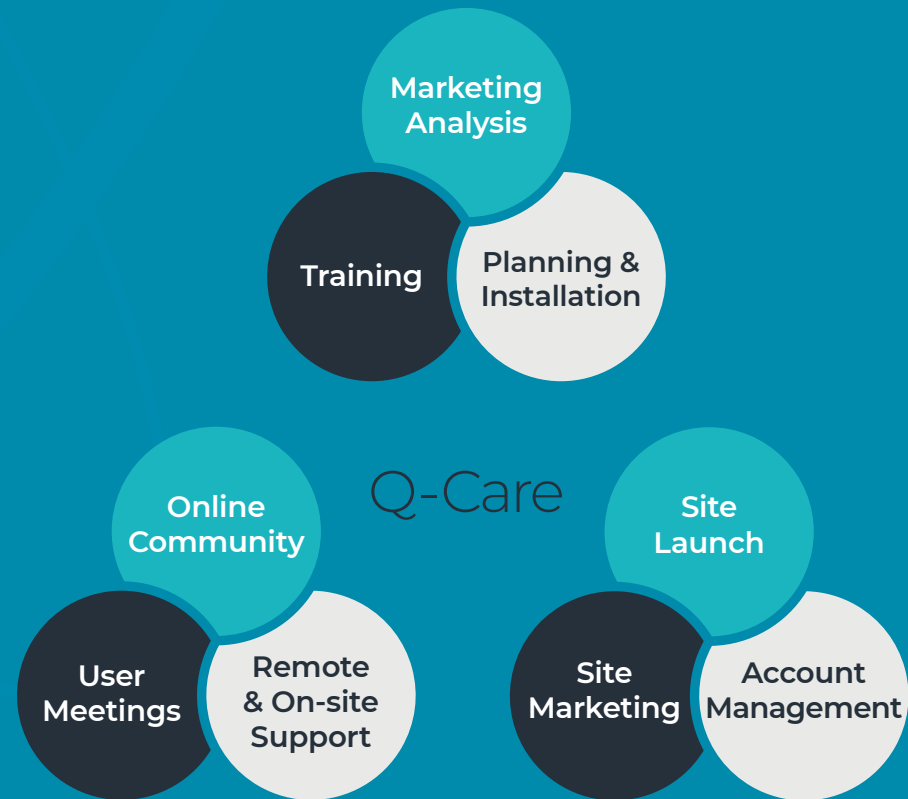 Marketing
Analysis
Training
Planning &
Installation
Q-Care
Online
Community
User
Meetings
Remote
& On-site
Support
Site
Launch
Site
Marketing
Account
Management